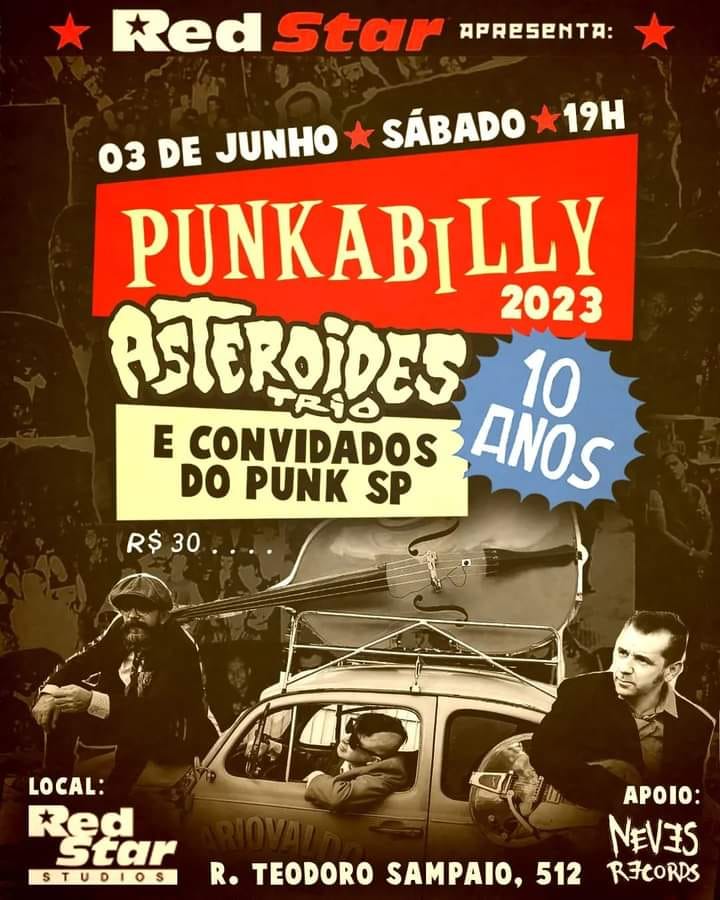 Red Star APRESENTA:
03 DE JUNHO ★ SÁBADO ★ 19H
PUNKABILLY
2023
ASTEROIDES
TRIO
10
ANOS
E CONVIDADOS
DO PUNK SP
R$ 30 . . . .
ARIOVALDO
LOCAL:
Red
Star
STUDIOS
R. TEODORO SAMPAIO, 512
APOIO:
NEVES
RECORDS